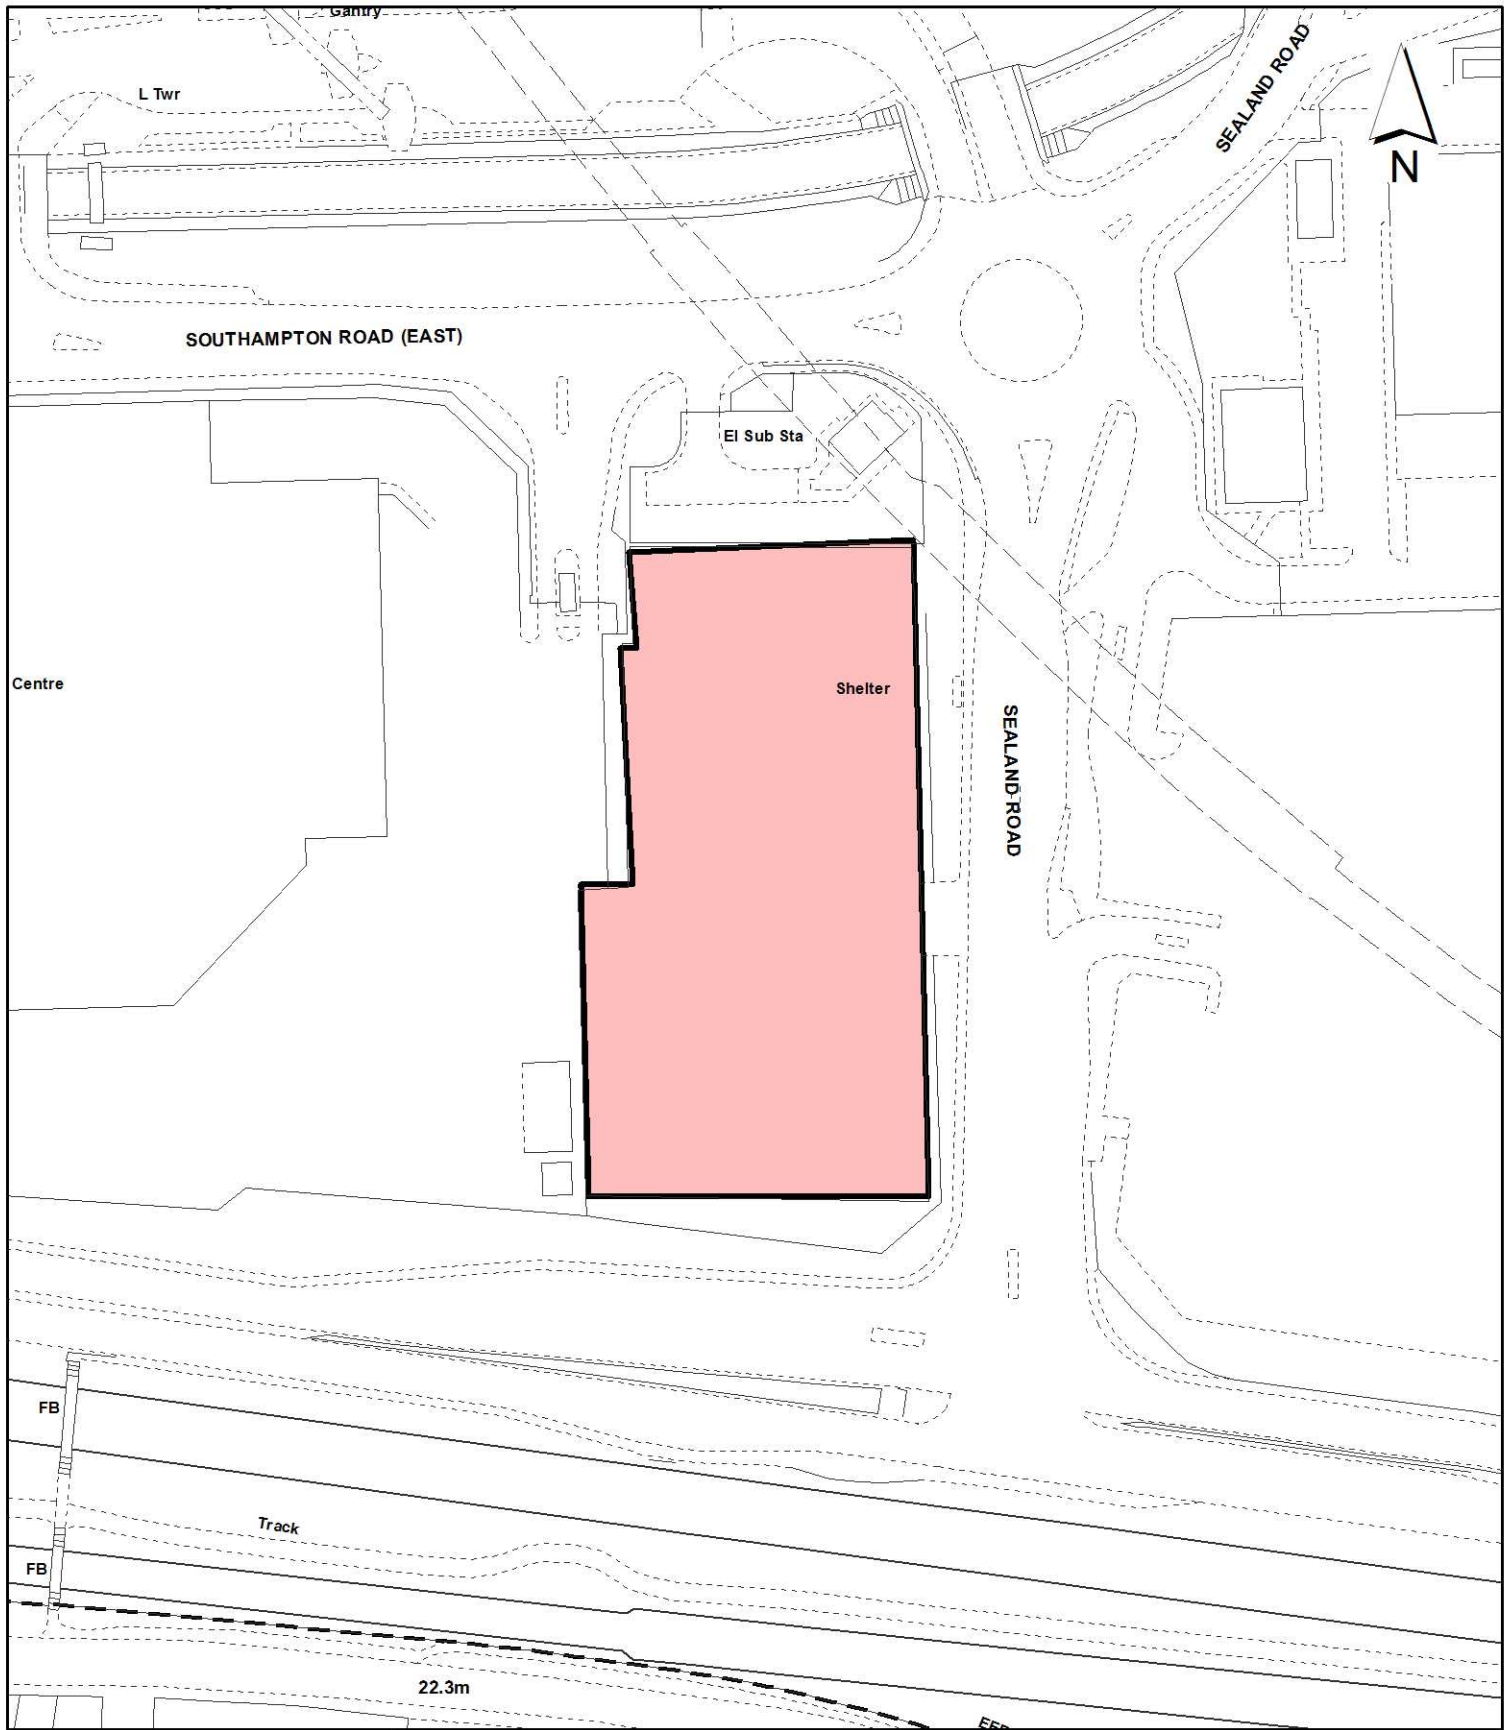 Gantry
L Twr
SEALAND ROAD
N
SOUTHAMPTON ROAD (EAST)
El Sub Sta
Centre
Shelter
SEALAND ROAD
FB
Track
FB
22.3m